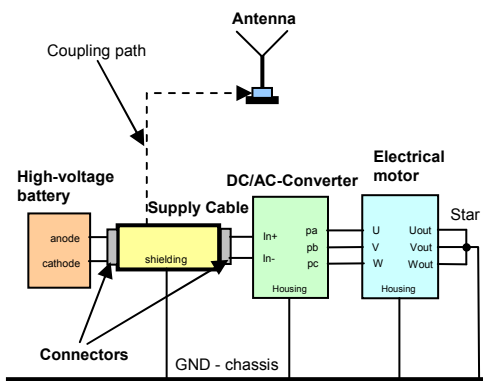 Antenna
Coupling path
High-voltage
battery
Supply Cable
DC/AC-Converter
Electrical
motor
Star
anode
cathode
shielding
In+
In-
pa
pb
pc
Housing
U
V
W
Uout
Vout
Wout
Housing
Connectors
GND - chassis